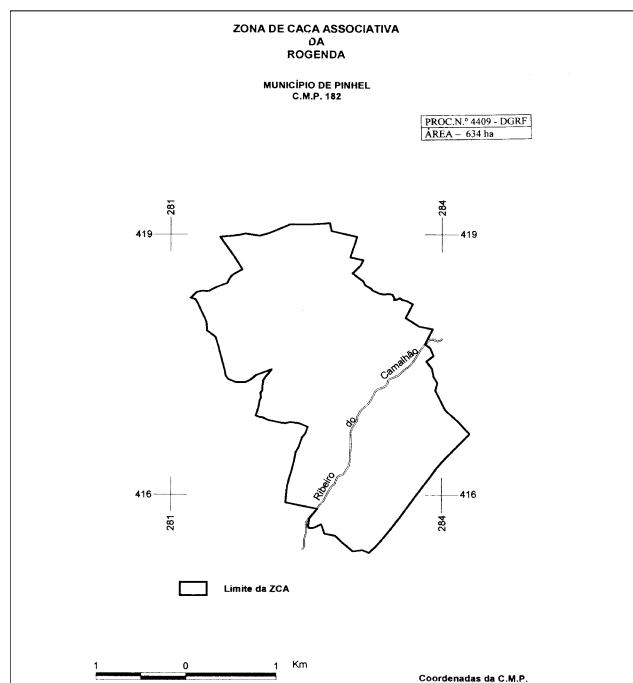 ZONA DE CACA ASSOCIATIVA
DA
ROGENDA
MUNICÍPIO DE PINHEL
C.M.P. 182
PROC.N.º 4409 - DGRF
ÁREA – 634 ha
281
284
419
419
Camalhão
do
Ribeiro
416
416
281
284
Limite da ZCA
1 0 1 Km
Coordenadas da C.M.P.